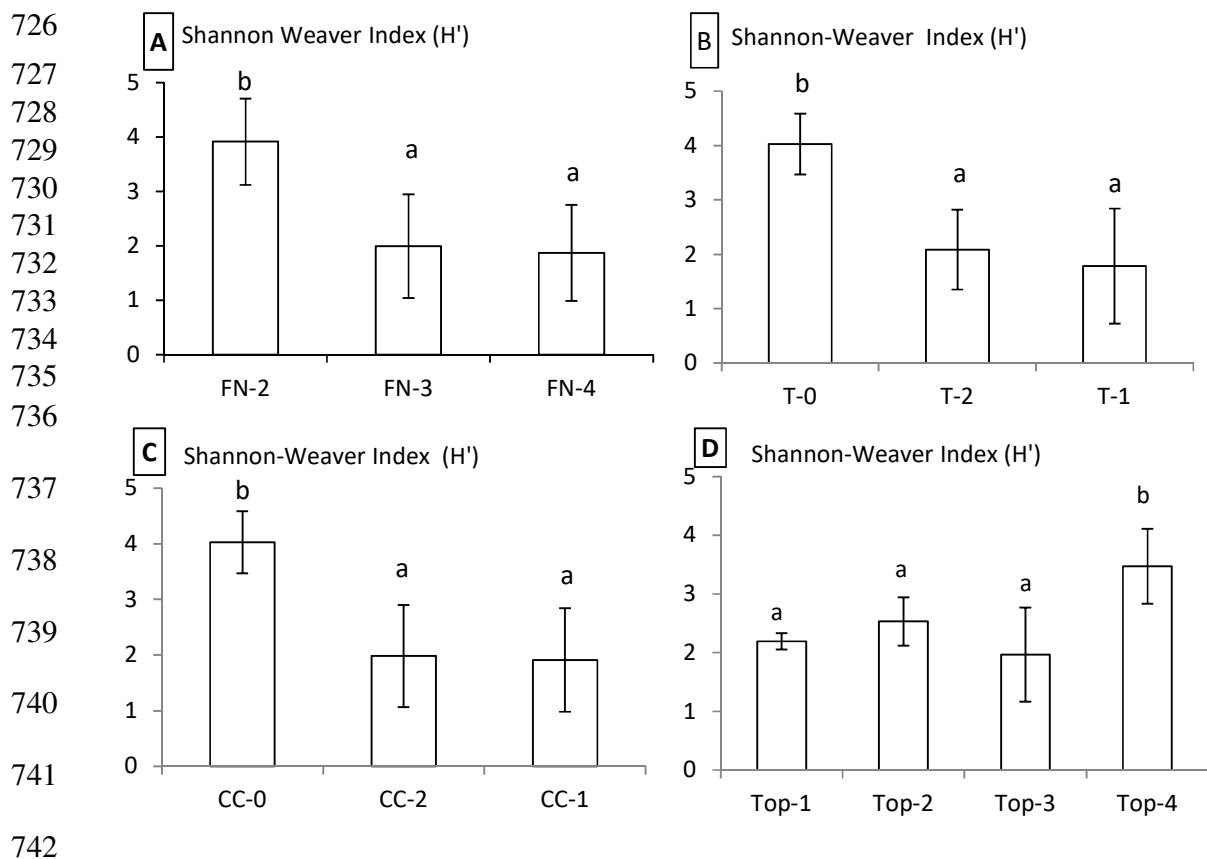 726
727
728
729
730
731
732
733
734
735
736
737
738
739
740
741
742
A Shannon Weaver Index (H')
5
4
3
2
1
0
b
a
a
FN-2 FN-3 FN-4
B Shannon-Weaver Index (H')
5
4
3
2
1
0
b
a
a
T-0 T-2 T-1
C Shannon-Weaver Index (H')
5
4
3
2
1
0
b
a
a
CC-0 CC-2 CC-1
D Shannon-Weaver Index (H')
5
4
3
2
1
0
a
a
a
b
Top-1 Top-2 Top-3 Top-4